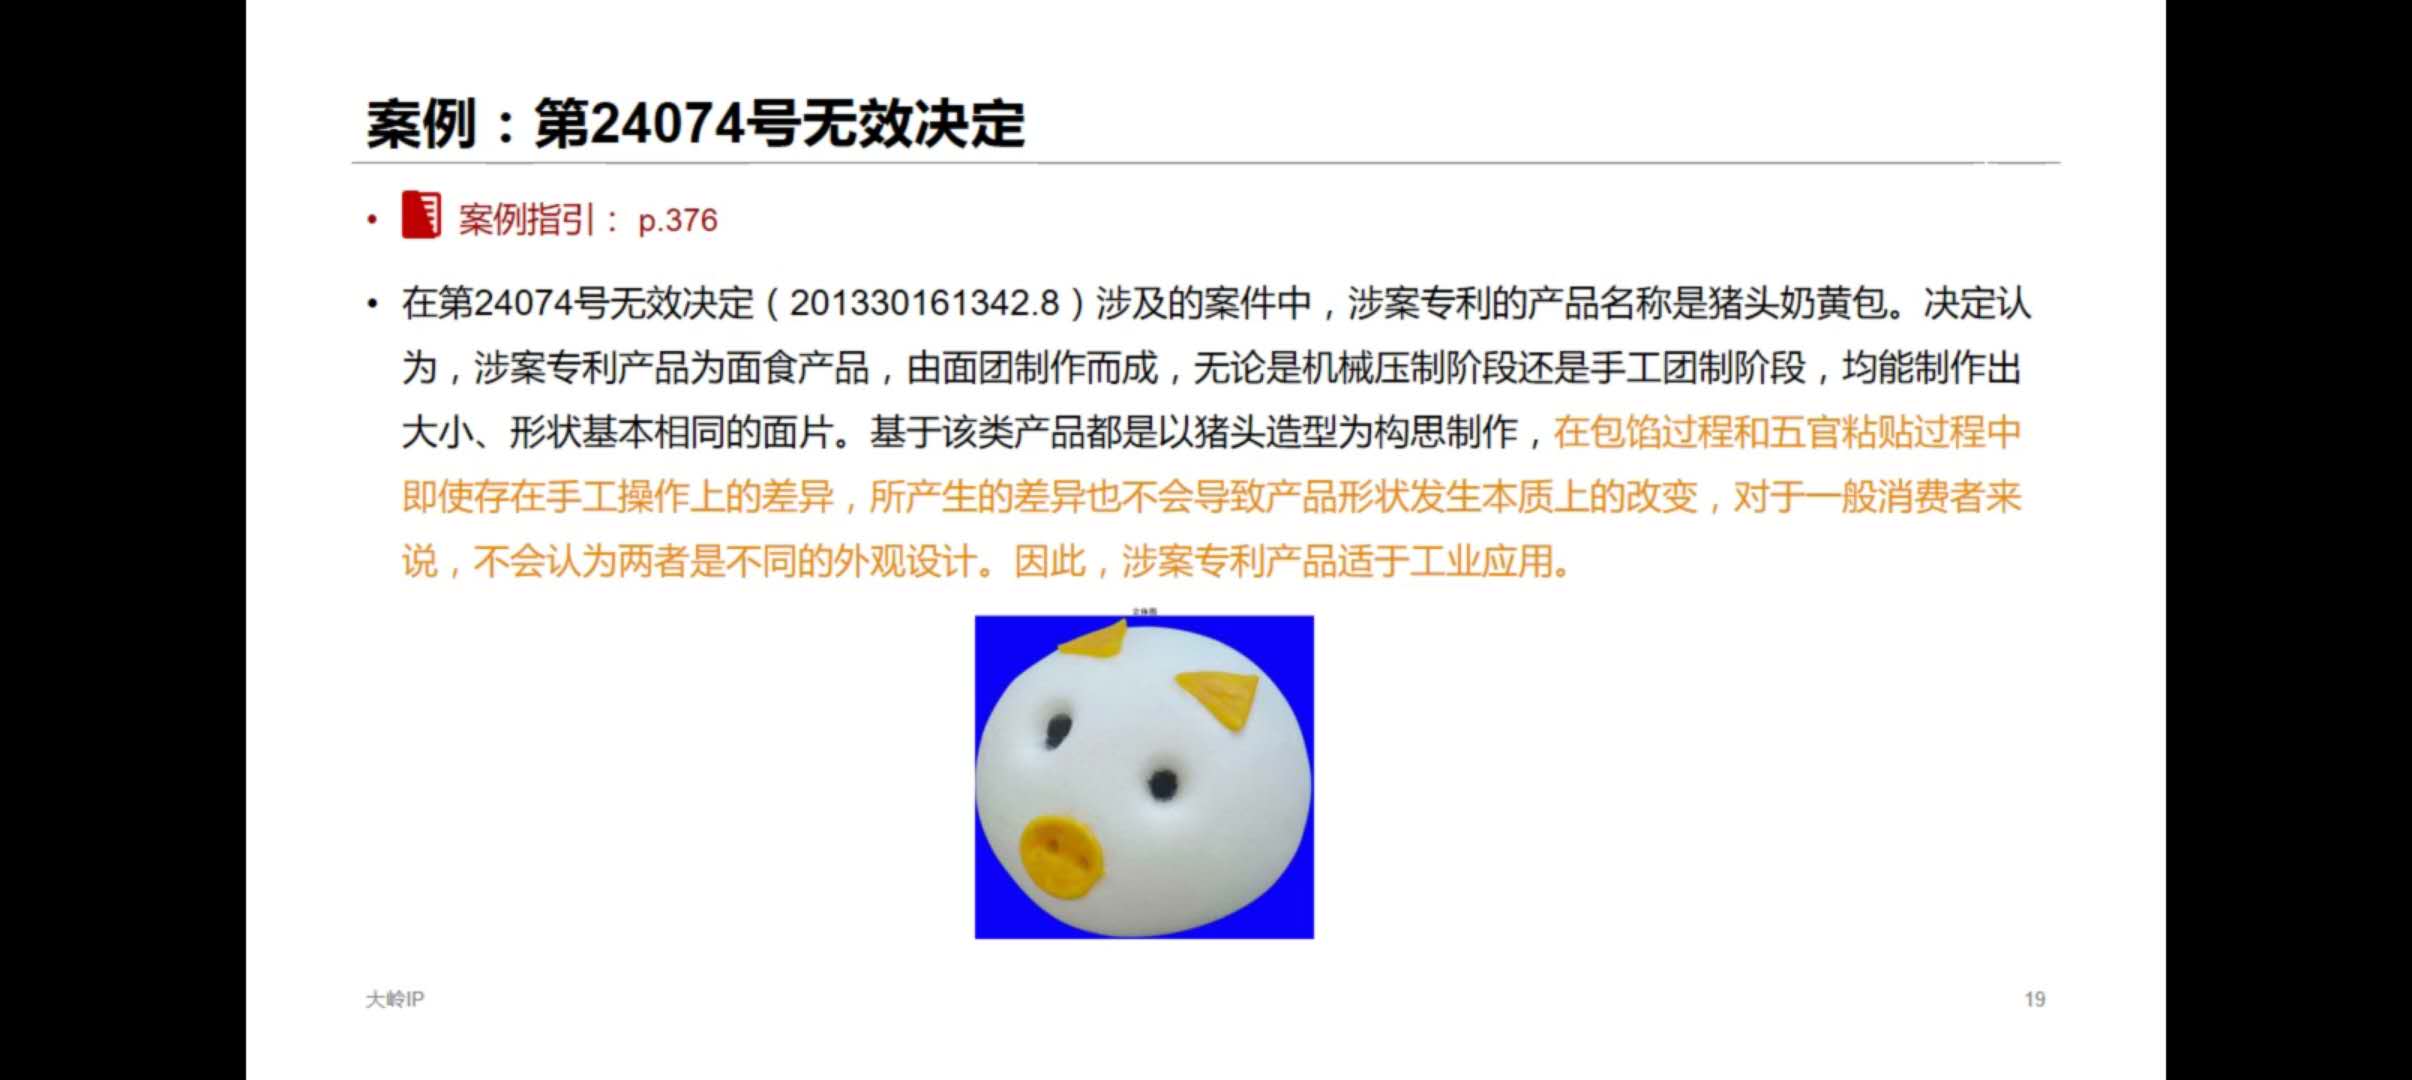 案例：第24074号无效决定
• 案例指引： p.376
• 在第24074号无效决定（201330161342.8）涉及的案件中，涉案专利的产品名称是猪头奶黄包。决定认
为，涉案专利产品为面食产品，由面团制作而成，无论是机械压制阶段还是手工团制阶段，均能制作出
大小、形状基本相同的面片。基于该类产品都是以猪头造型为构思制作，在包馅过程和五官粘贴过程中
即使存在手工操作上的差异，所产生的差异也不会导致产品形状发生本质上的改变，对于一般消费者来
说，不会认为两者是不同的外观设计。因此，涉案专利产品适于工业应用。
立体图
大岭IP
19